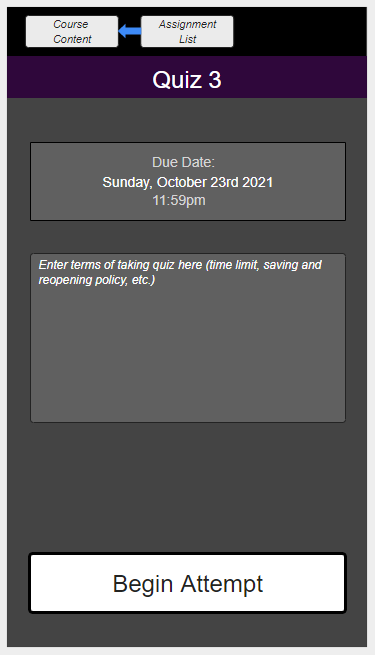 Course
Content
Assignment
List
Quiz 3
Due Date:
Sunday, October 23rd 2021
11:59pm
Enter terms of taking quiz here (time limit, saving and
reopening policy, etc.)
Begin Attempt